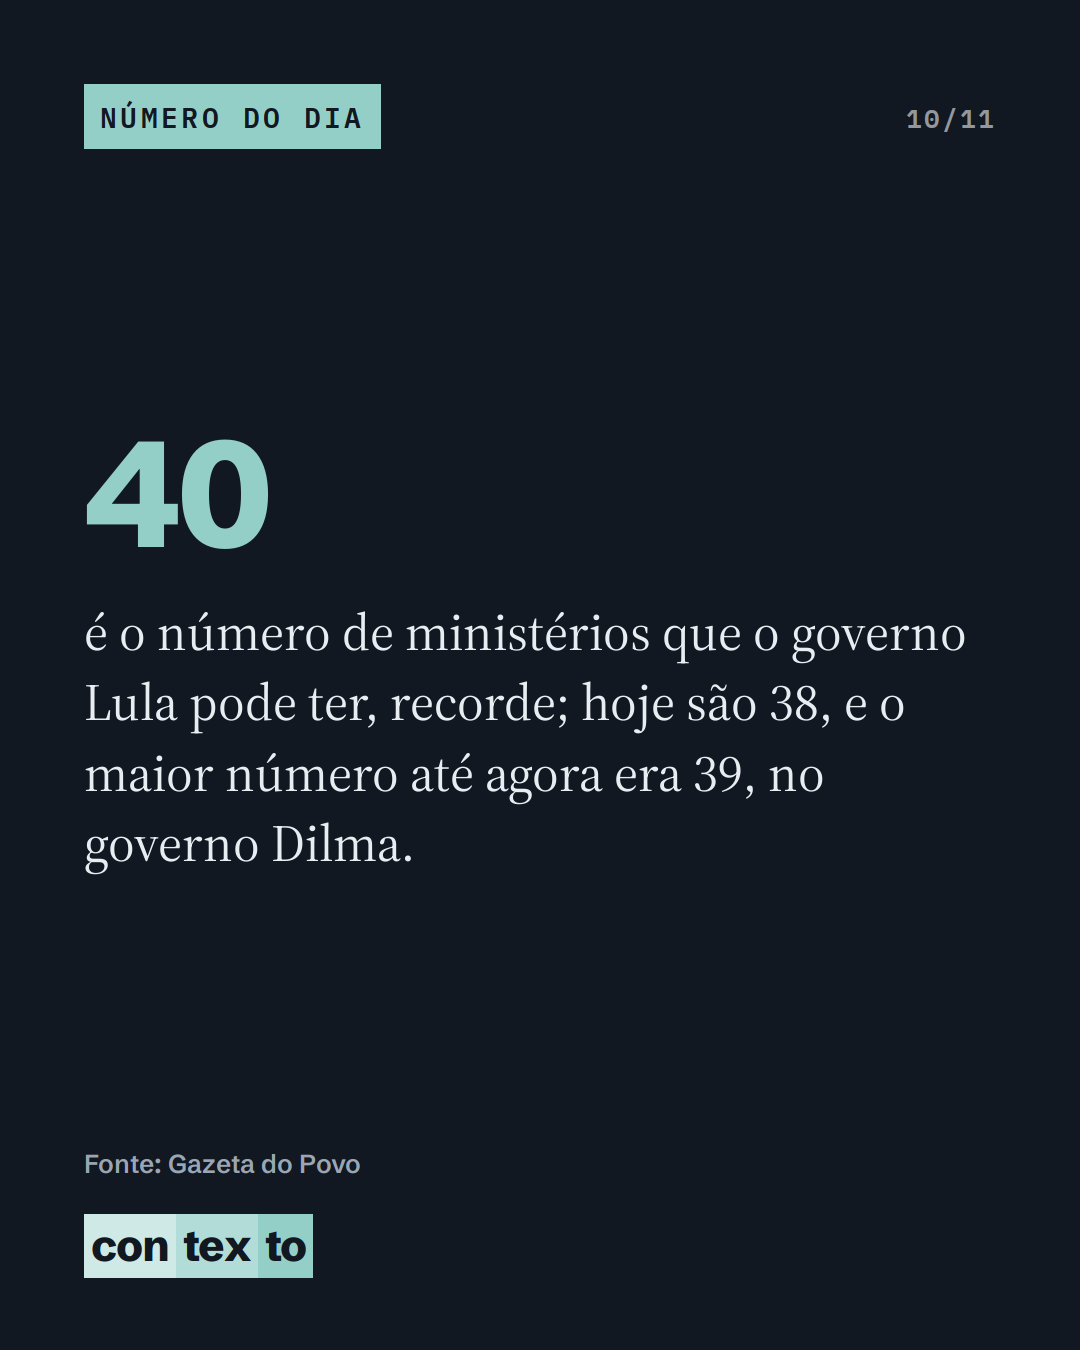 NÚMERO DO DIA
10/11
40
é o número de ministérios que o governo
Lula pode ter, recorde; hoje são 38, e o
maior número até agora era 39, no
governo Dilma.
Fonte: Gazeta do Povo
con tex to